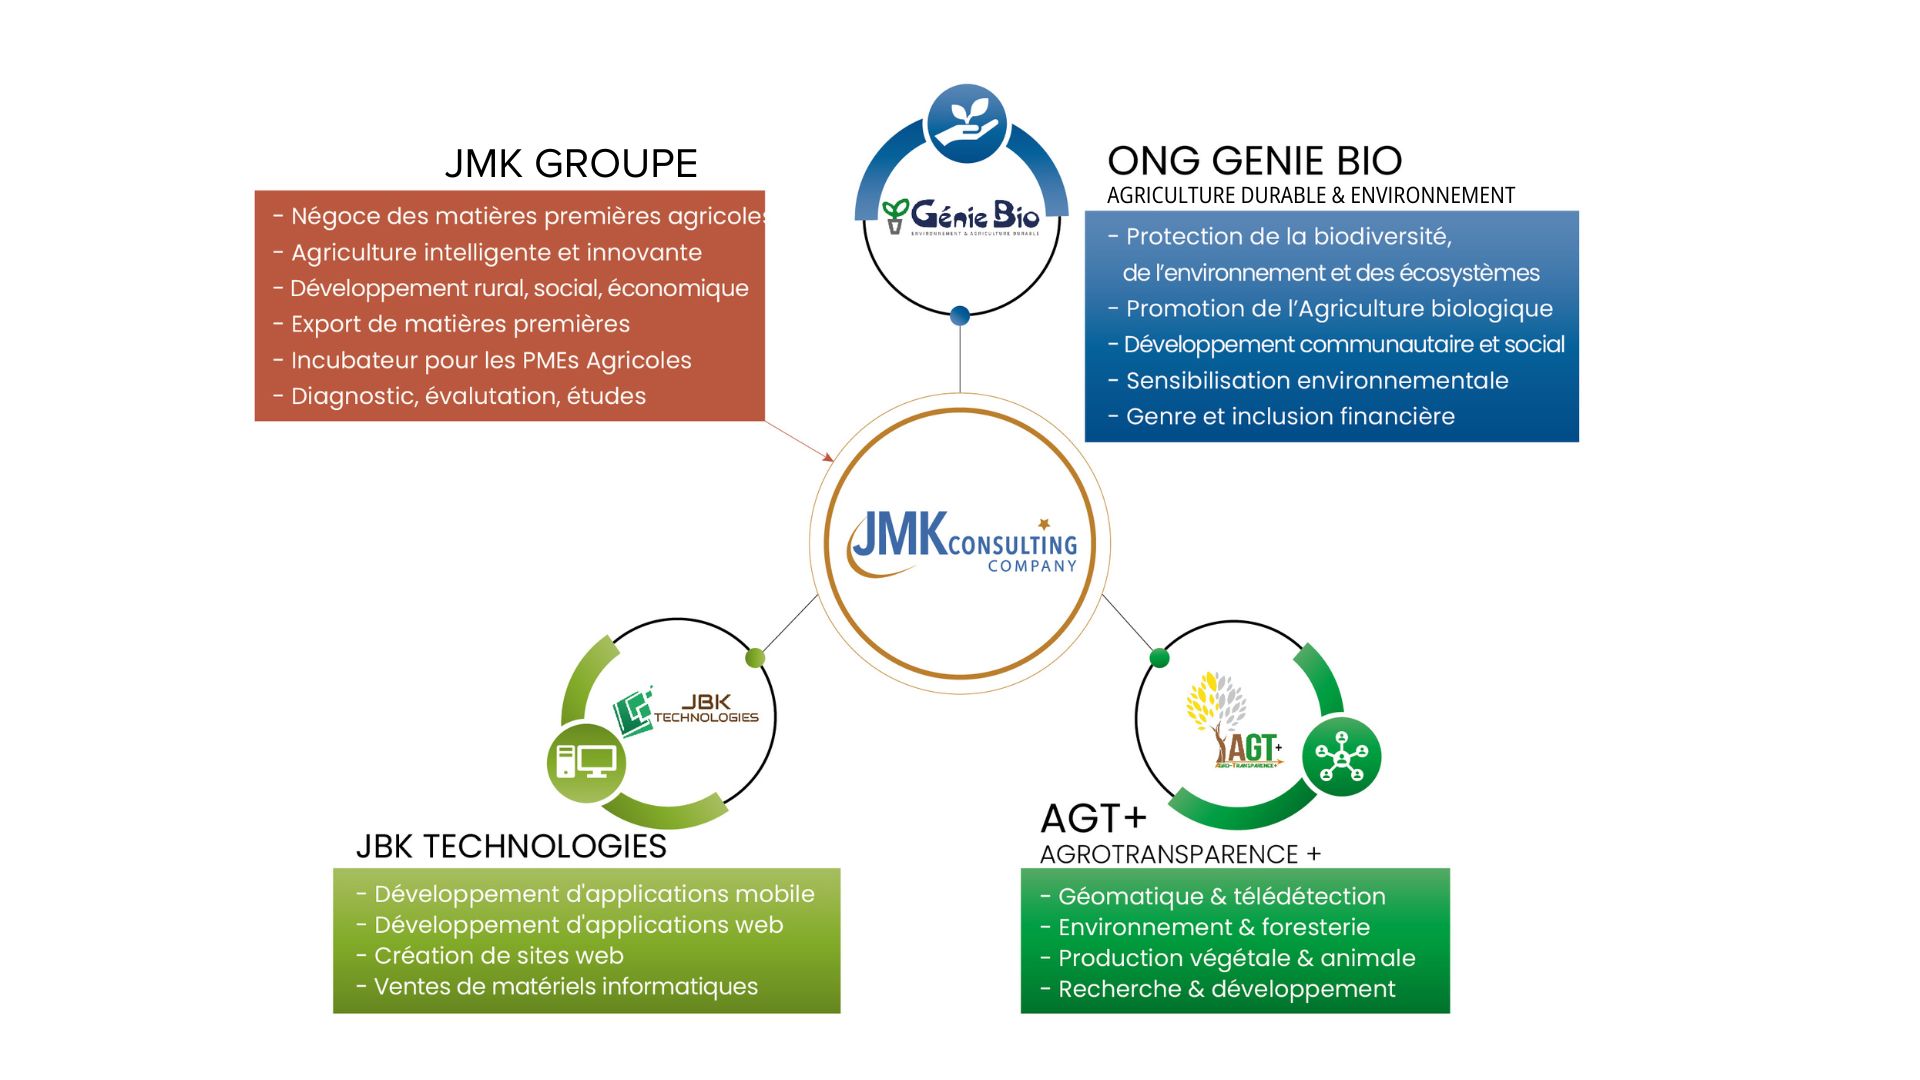 JMK GROUPE
- Négoce des matières premières agricoles
- Agriculture intelligente et innovante
- Développement rural, social, économique
- Export de matières premières
- Incubateur pour les PMEs Agricoles
- Diagnostic, évalutation, études
Génie Bio
ENVIRONNEMENT & AGRICULTURE DURABLE
ONG GENIE BIO
AGRICULTURE DURABLE & ENVIRONNEMENT
- Protection de la biodiversité,
de l’environnement et des écosystèmes
- Promotion de l’Agriculture biologique
- Développement communautaire et social
- Sensibilisation environnementale
- Genre et inclusion financière
JMK CONSULTING
COMPANY
JBK
TECHNOLOGIES
JBK TECHNOLOGIES
- Développement d'applications mobile
- Développement d'applications web
- Création de sites web
- Ventes de matériels informatiques
AGT+
AGRO-TRANSPARENCE+
AGT+
AGROTRANSPARENCE +
- Géomatique & télédétection
- Environnement & foresterie
- Production végétale & animale
- Recherche & développement